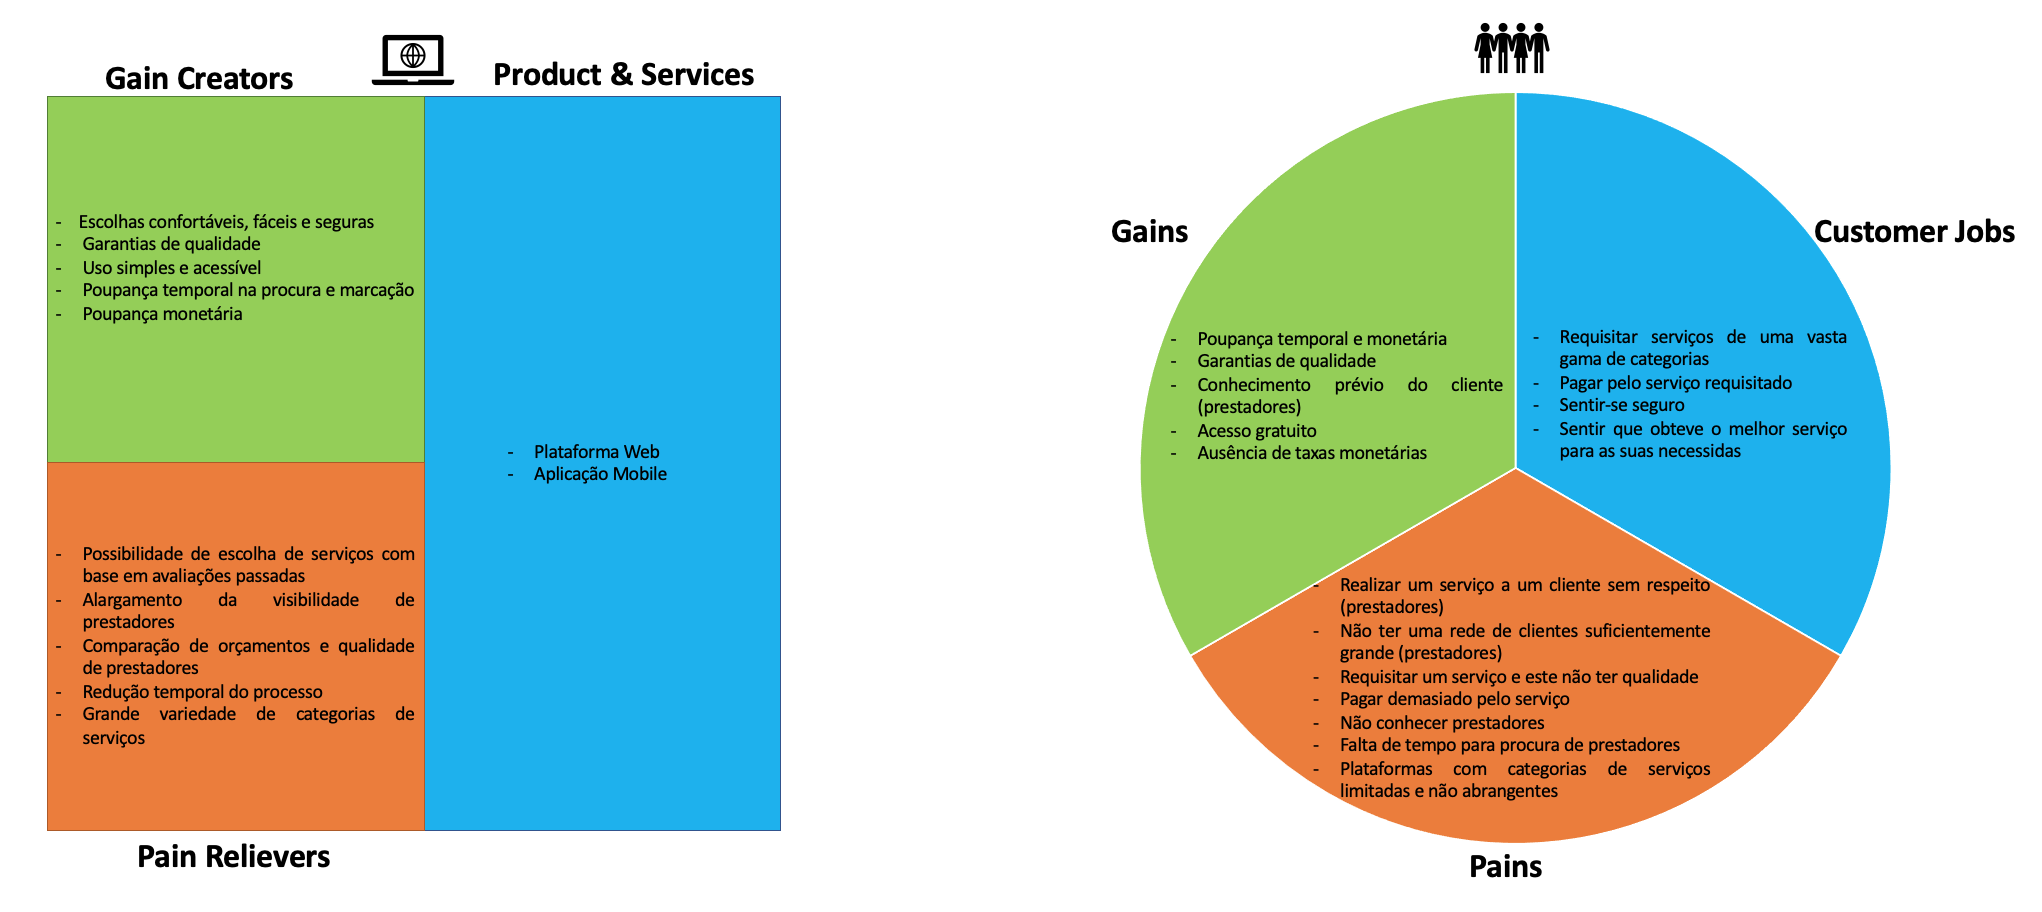 Gain Creators
Product & Services
- Escolhas confortáveis, fáceis e seguras
- Garantias de qualidade
- Uso simples e acessível
- Poupança temporal na procura e marcação
- Poupança monetária
- Plataforma Web
- Aplicação Mobile
- Possibilidade de escolha de serviços com
base em avaliações passadas
- Alargamento da visibilidade de
prestadores
- Comparação de orçamentos e qualidade
de prestadores
- Redução temporal do processo
- Grande variedade de categorias de
serviços
Pain Relievers
Gains
Customer Jobs
- Poupança temporal e monetária
- Garantias de qualidade
- Conhecimento prévio do cliente
(prestadores)
- Acesso gratuito
- Ausência de taxas monetárias
- Requisitar serviços de uma vasta
gama de categorias
- Pagar pelo serviço requisitado
- Sentir-se seguro
- Sentir que obteve o melhor serviço
para as suas necessidas
- Realizar um serviço a um cliente sem respeito
(prestadores)
- Não ter uma rede de clientes suficientemente
grande (prestadores)
- Requisitar um serviço e este não ter qualidade
- Pagar demasiado pelo serviço
- Não conhecer prestadores
- Falta de tempo para procura de prestadores
- Plataformas com categorias de serviços
limitadas e não abrangentes
Pains